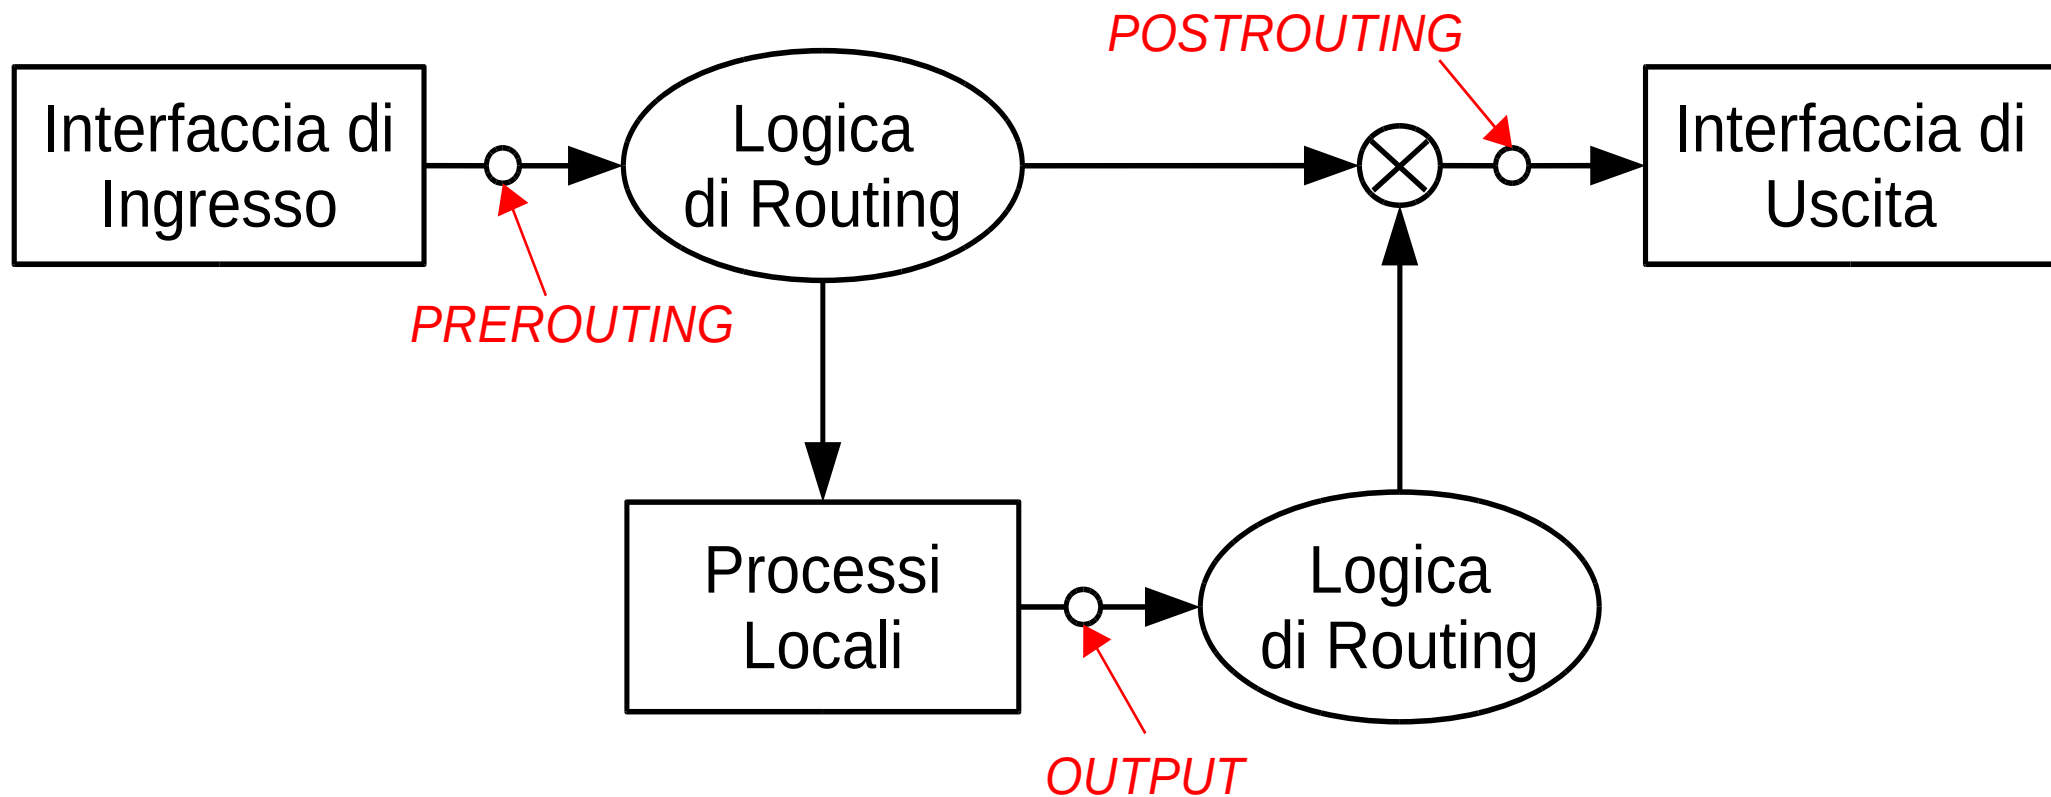 POSTROUTING
Interfaccia di
Ingresso
Logica
di Routing
Interfaccia di
Uscita
PREROUTING
Processi
Locali
Logica
di Routing
OUTPUT